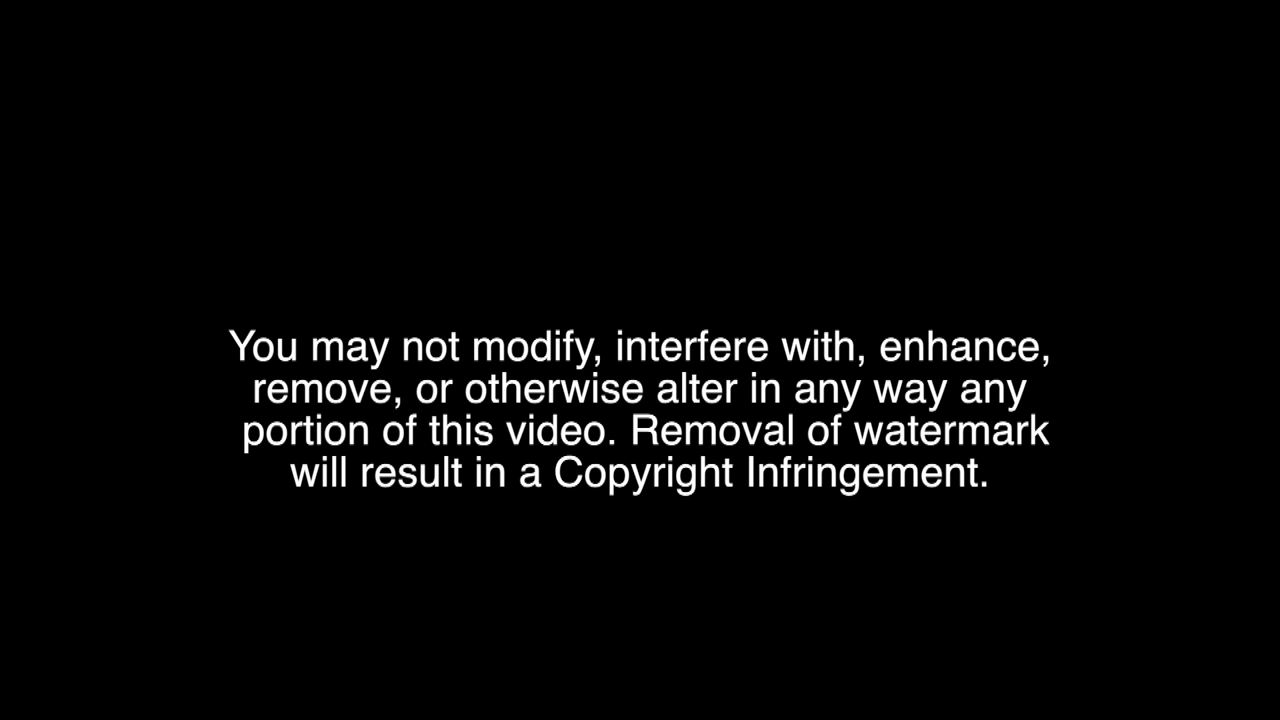 You may not modify, interfere with, enhance,
remove, or otherwise alter in any way any
portion of this video. Removal of watermark
will result in a Copyright Infringement.